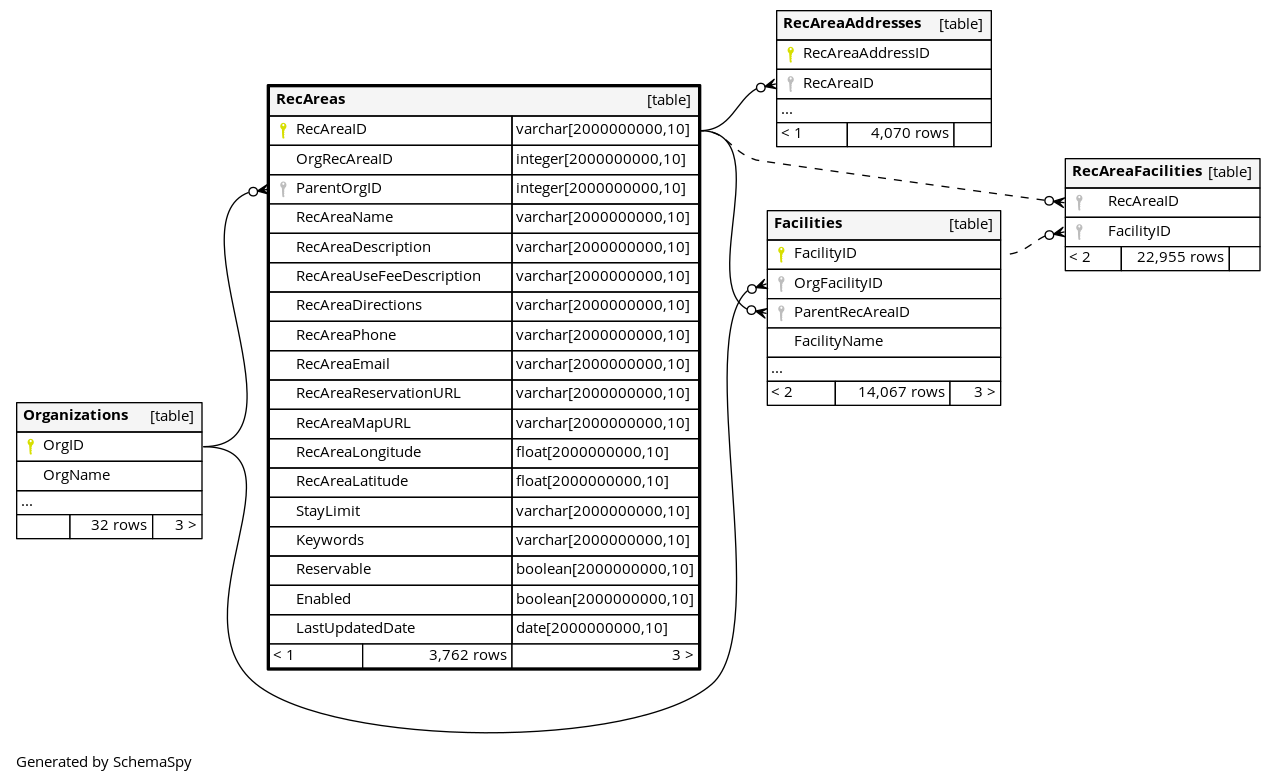 RecAreaAddresses [table]
RecAreaAddressID
RecAreaID
...
< 1 4,070 rows
RecAreas [table]
RecAreaID varchar[2000000000,10]
OrgRecAreaID integer[2000000000,10]
ParentOrgID integer[2000000000,10]
RecAreaName varchar[2000000000,10]
RecAreaDescription varchar[2000000000,10]
RecAreaUseFeeDescription varchar[2000000000,10]
RecAreaDirections varchar[2000000000,10]
RecAreaPhone varchar[2000000000,10]
RecAreaEmail varchar[2000000000,10]
RecAreaReservationURL varchar[2000000000,10]
RecAreaMapURL varchar[2000000000,10]
RecAreaLongitude float[2000000000,10]
RecAreaLatitude float[2000000000,10]
StayLimit varchar[2000000000,10]
Keywords varchar[2000000000,10]
Reservable boolean[2000000000,10]
Enabled boolean[2000000000,10]
LastUpdatedDate date[2000000000,10]
< 1 3,762 rows 3 >
RecAreaFacilities [table]
RecAreaID
FacilityID
< 2 22,955 rows
Facilities [table]
FacilityID
OrgFacilityID
ParentRecAreaID
FacilityName
...
< 2 14,067 rows 3 >
Organizations [table]
OrgID
OrgName
...
32 rows 3 >
Generated by SchemaSpy